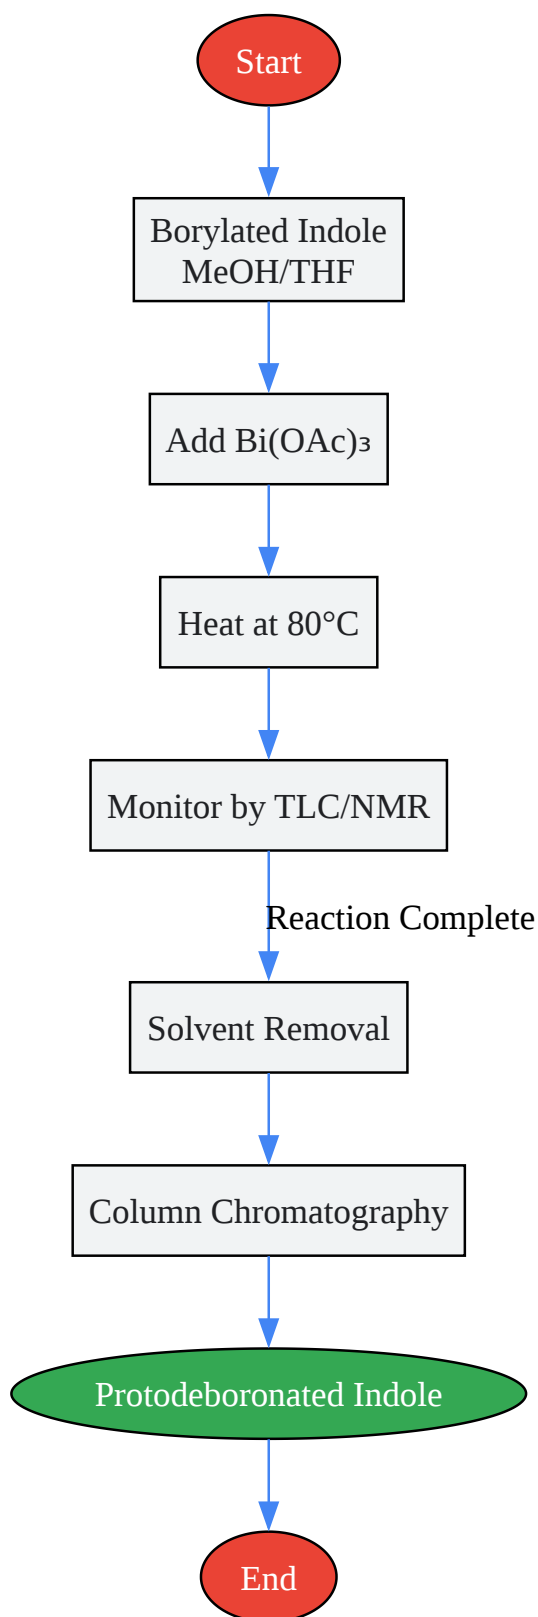 Start
Borylated Indole
MeOH/THF
Add Bi(OAc)₃
Heat at 80°C
Monitor by TLC/NMR
Reaction Complete
Solvent Removal
Column Chromatography
Protodeboronated Indole
End